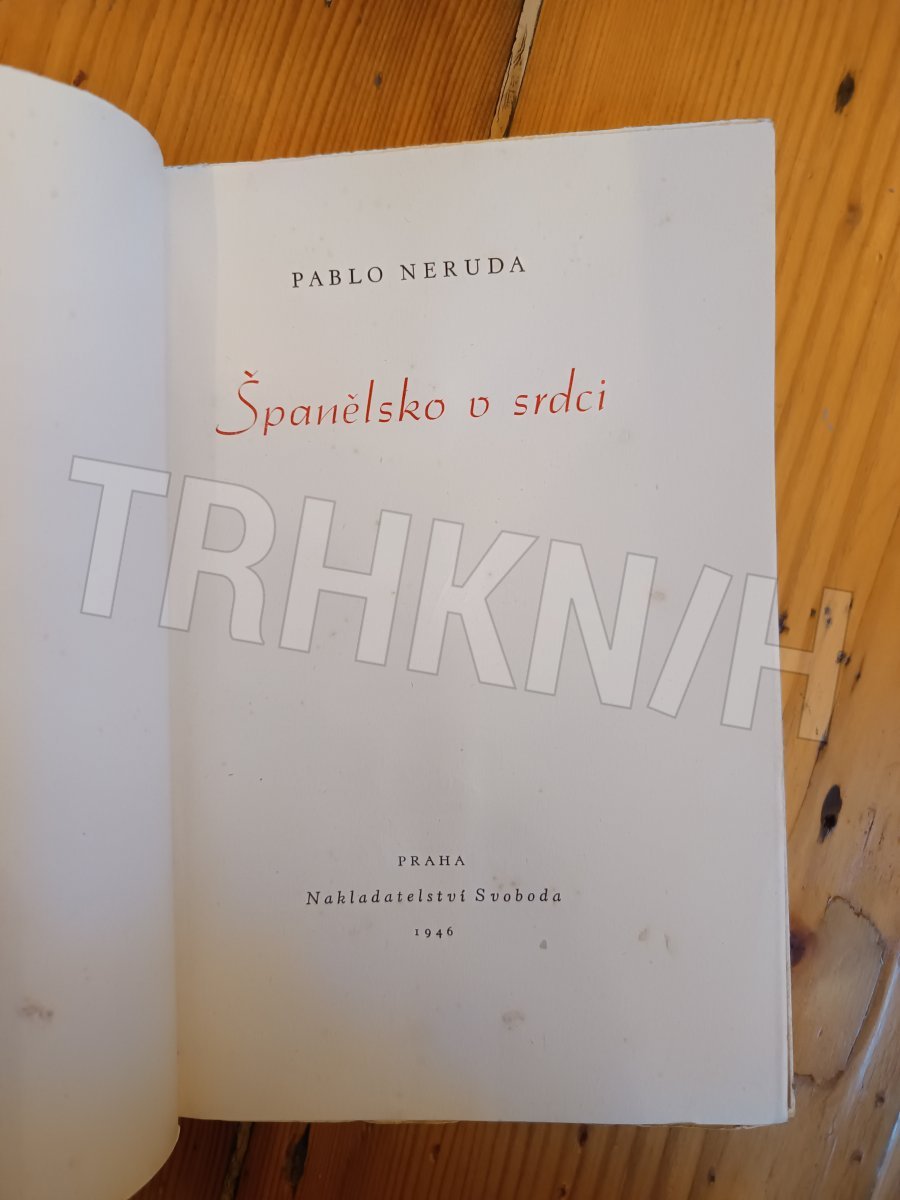 PABLO NERUDA
Španělsko v srdci
TRHKNIH
PRAHA
Nakladatelství Svoboda
1946